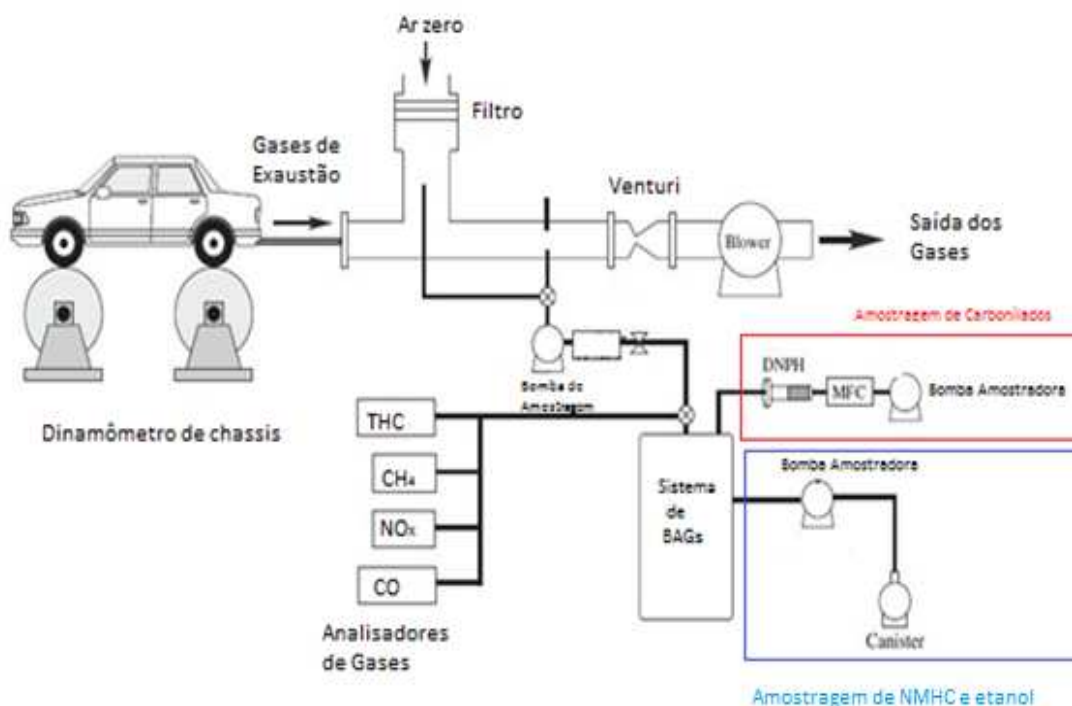 Ar zero
Filtro
Gases de
Exaustão
Venturi
Blower
Saída dos
Gases
Amostragem de Carbonilados
DNPH
MFC
Bomba Amostradora
Bomba de
Amostragem
Dinamômetro de chassis
THC
CH₄
NOₓ
CO
Analisadores
de Gases
Sistema
de
BAGs
Bomba Amostradora
Canister
Amostragem de NMHC e etanol